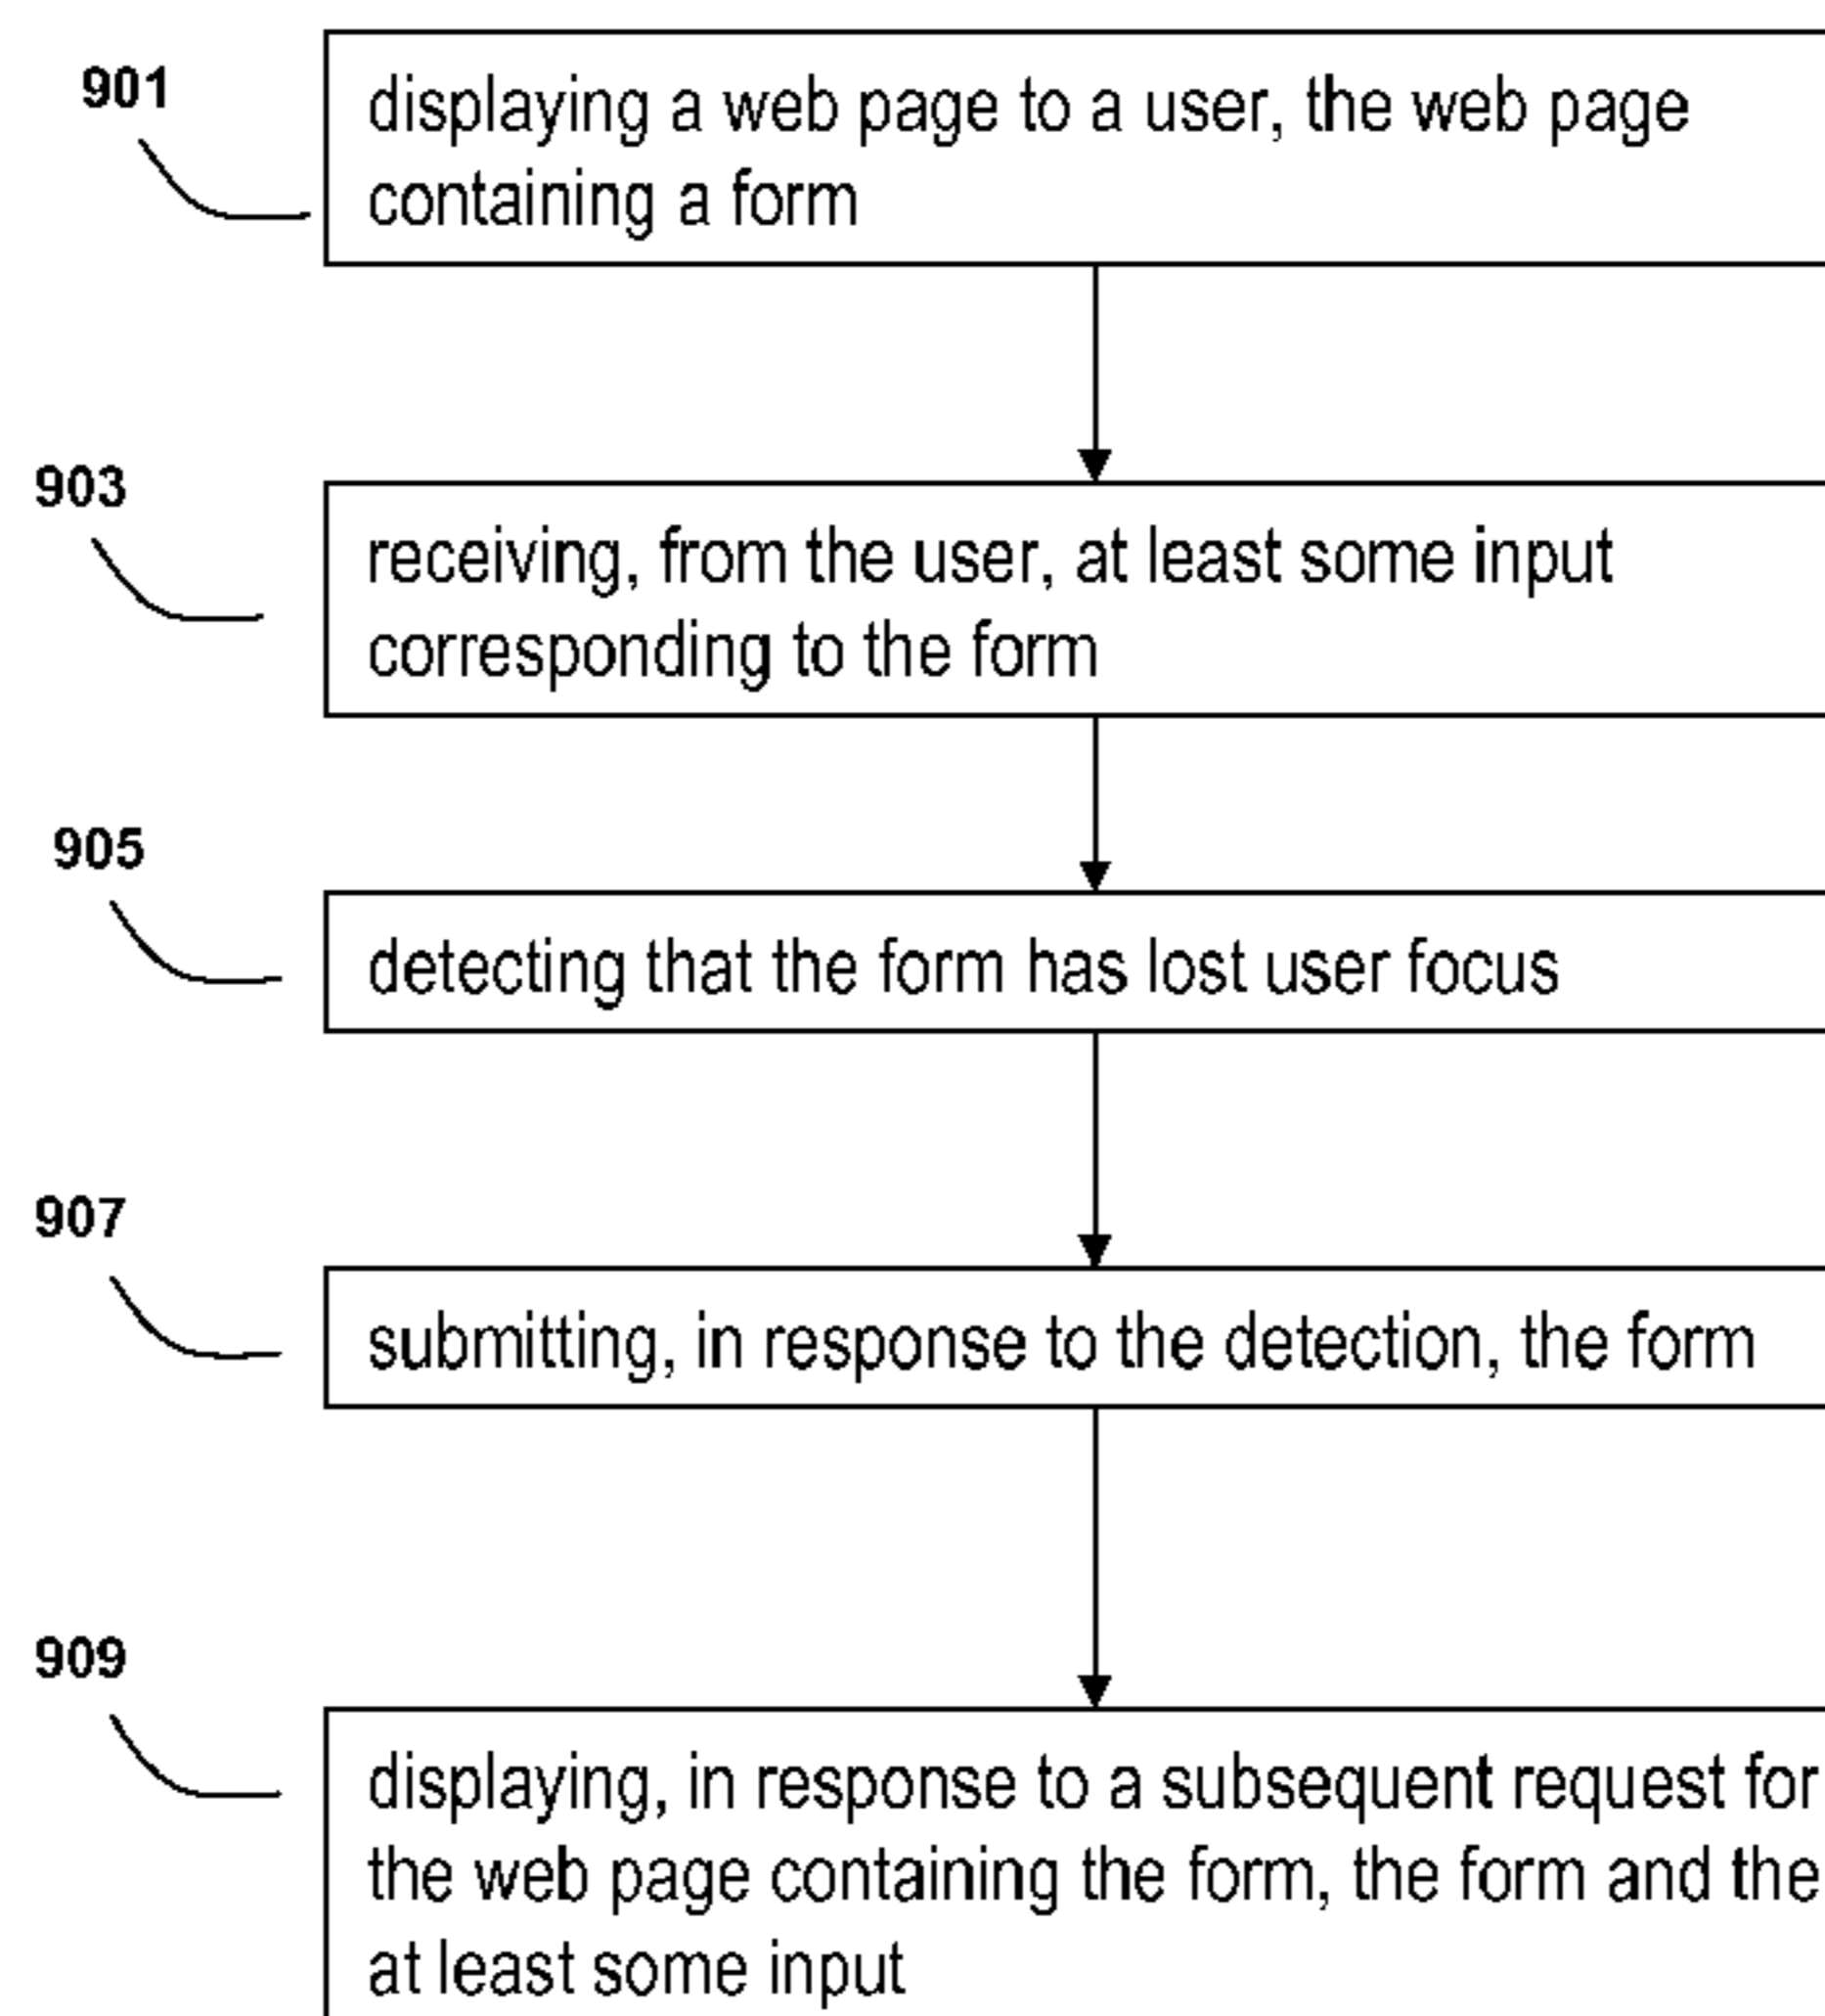 901
displaying a web page to a user, the web page
containing a form
903
receiving, from the user, at least some input
corresponding to the form
905
detecting that the form has lost user focus
907
submitting, in response to the detection, the form
909
displaying, in response to a subsequent request for
the web page containing the form, the form and the
at least some input